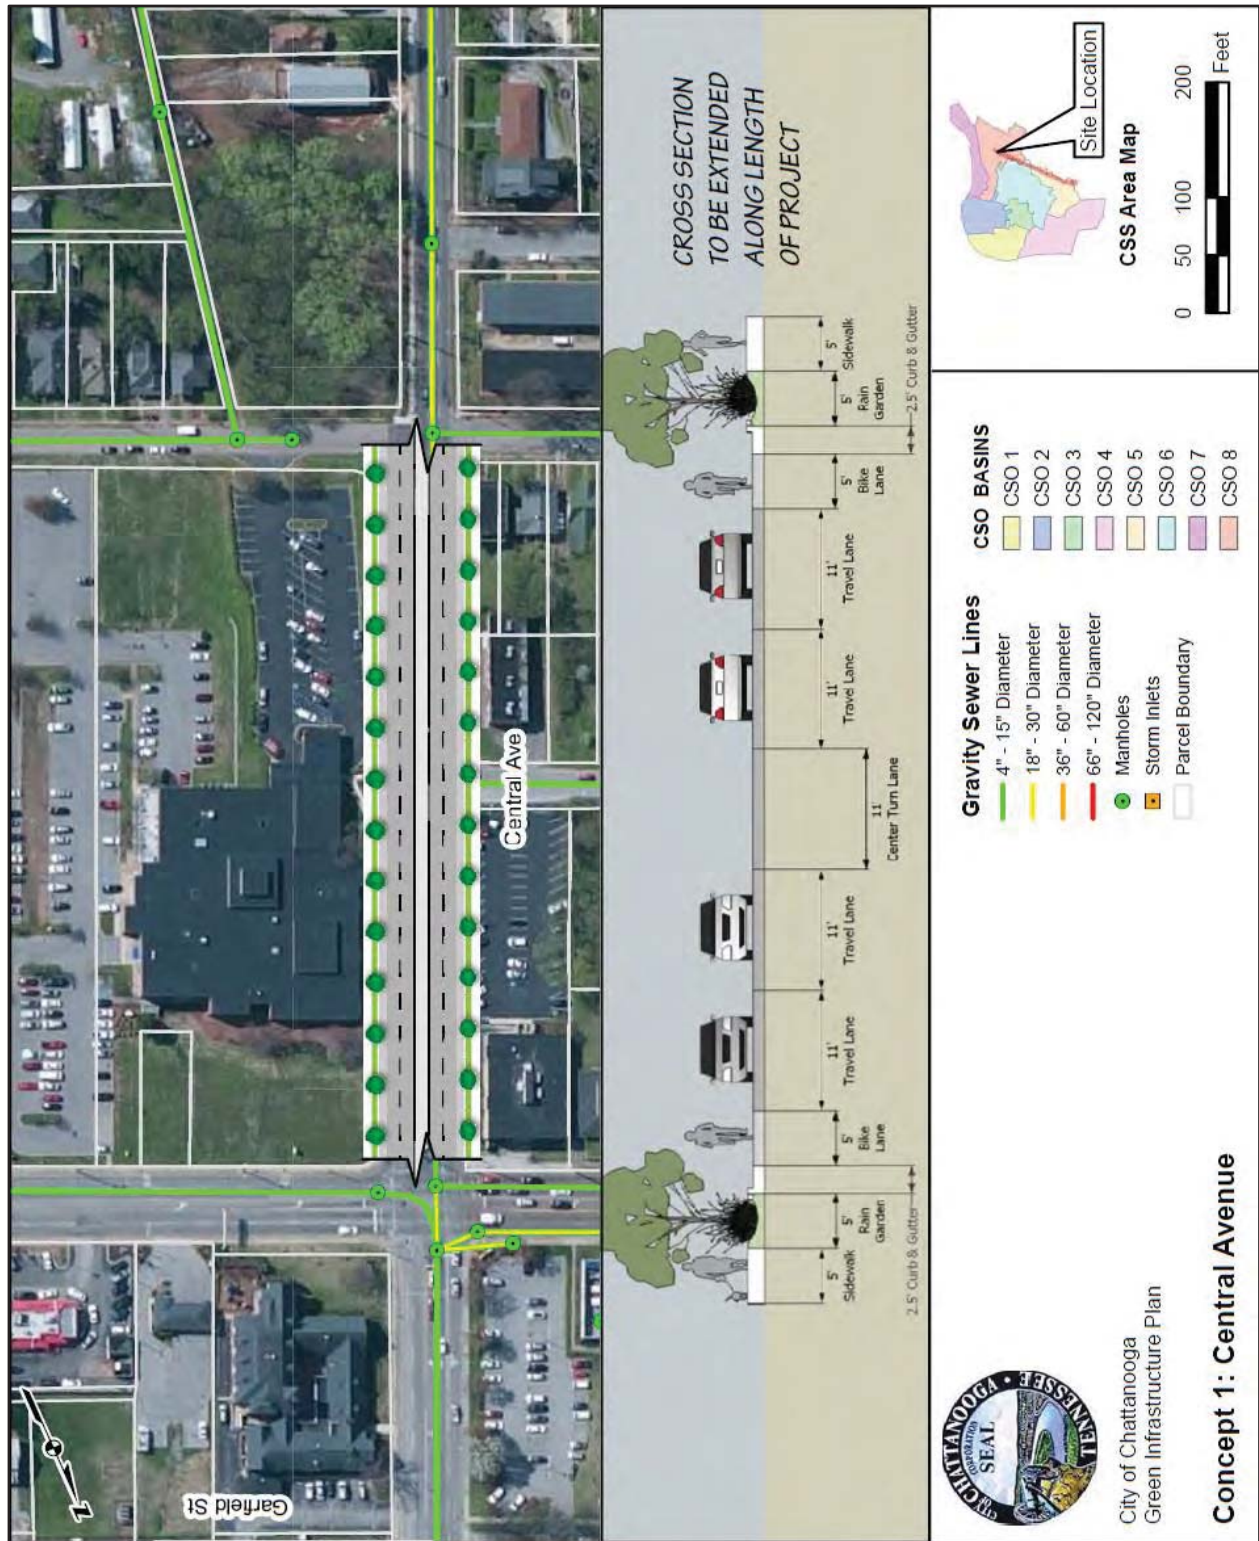 Garfield St
Central Ave
N
CROSS SECTION
TO BE EXTENDED
ALONG LENGTH
OF PROJECT
5'
Sidewalk
5'
Rain
Garden
2.5' Curb & Gutter
5'
Bike
Lane
11'
Travel Lane
11'
Travel Lane
11'
Center Turn Lane
11'
Travel Lane
11'
Travel Lane
5'
Bike
Lane
2.5' Curb & Gutter
5'
Rain
Garden
5'
Sidewalk
CITY OF CHATTANOOGA • TENNESSEE
CORPORATION
SEAL
City of Chattanooga
Green Infrastructure Plan
Concept 1: Central Avenue
Gravity Sewer Lines
4" - 15" Diameter
18" - 30" Diameter
36" - 60" Diameter
66" - 120" Diameter
Manholes
Storm Inlets
Parcel Boundary
CSO BASINS
CSO 1
CSO 2
CSO 3
CSO 4
CSO 5
CSO 6
CSO 7
CSO 8
Site Location
CSS Area Map
0 50 100 200
Feet